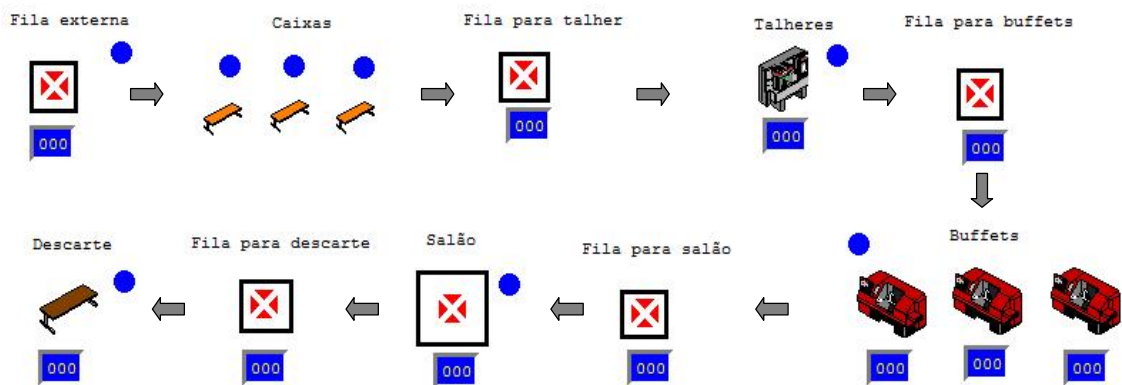 Fila externa
Caixas
Fila para talher
Talheres
Fila para buffets
000
000
000
000
Descarte
Fila para descarte
Salão
Fila para salão
Buffets
000
000
000
000
000
000
000